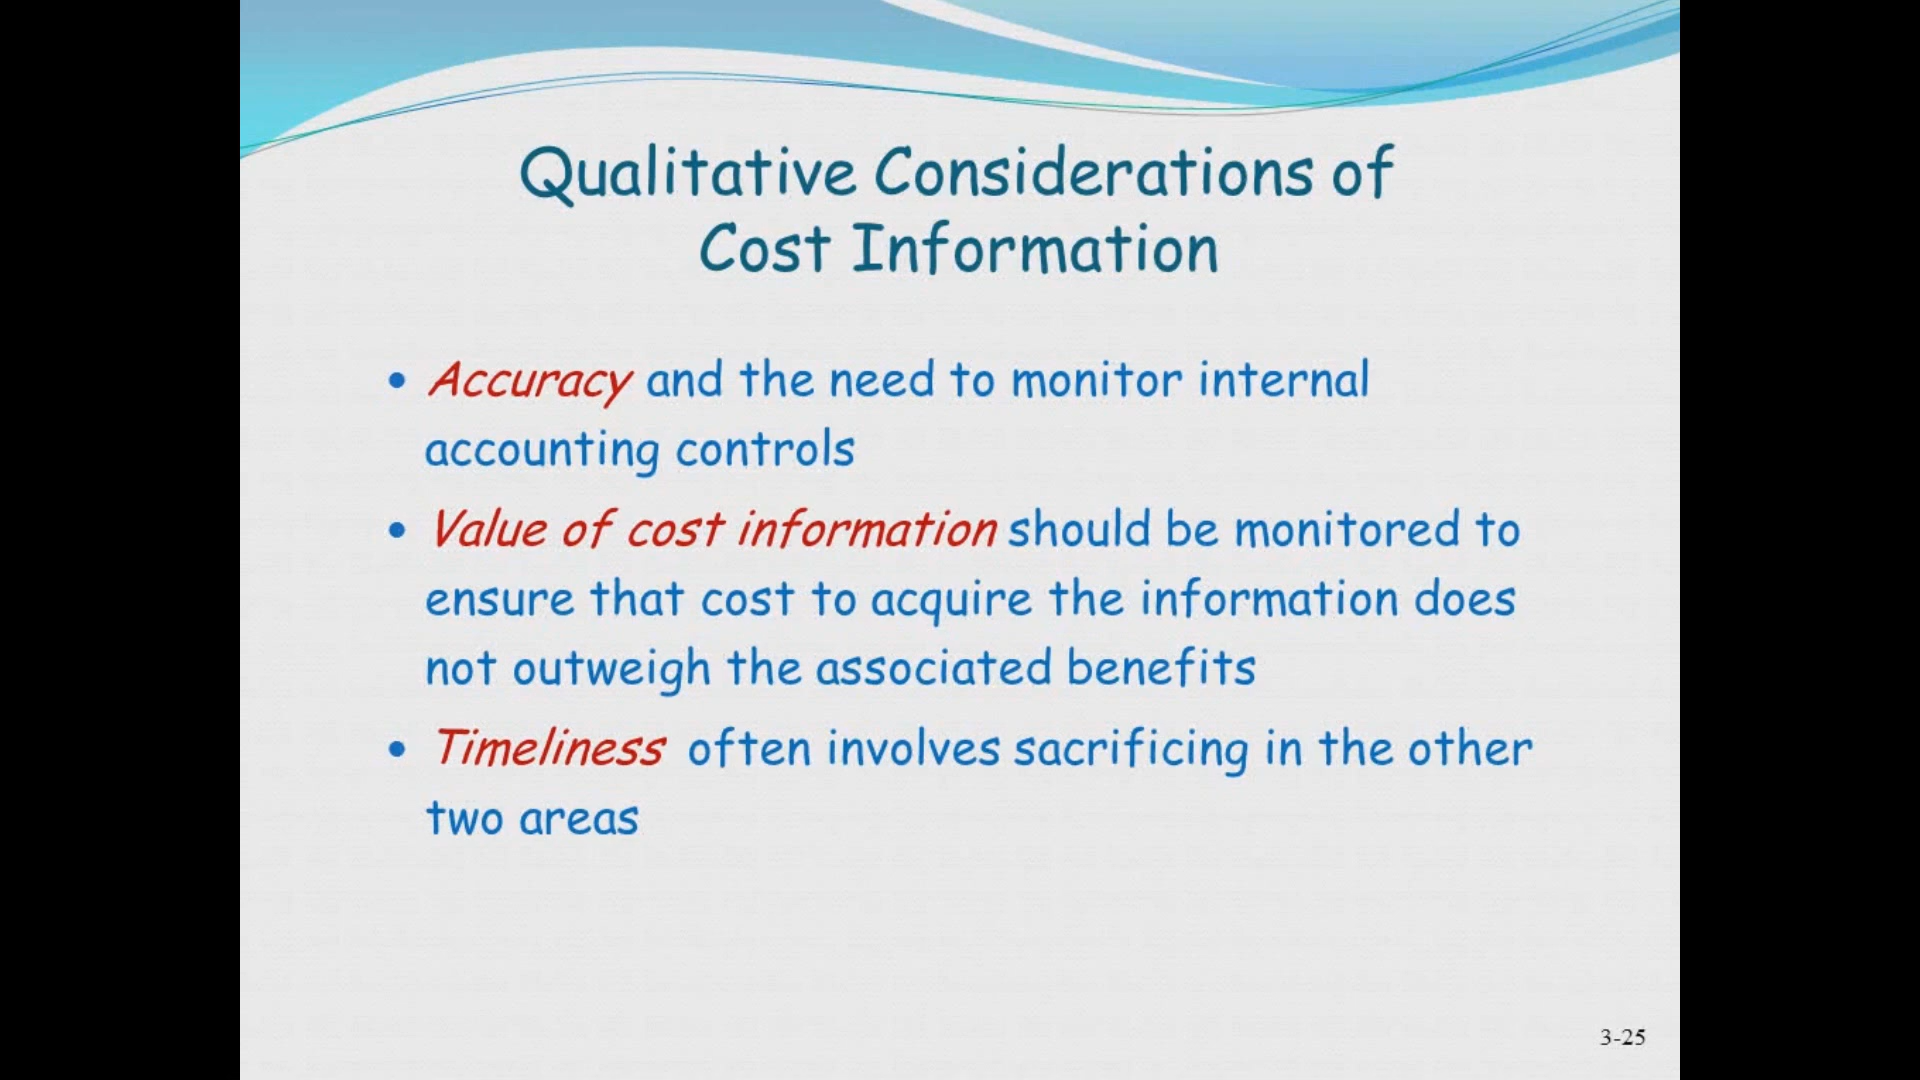 Qualitative Considerations of
Cost Information
• Accuracy and the need to monitor internal
accounting controls
• Value of cost information should be monitored to
ensure that cost to acquire the information does
not outweigh the associated benefits
• Timeliness often involves sacrificing in the other
two areas
3-25